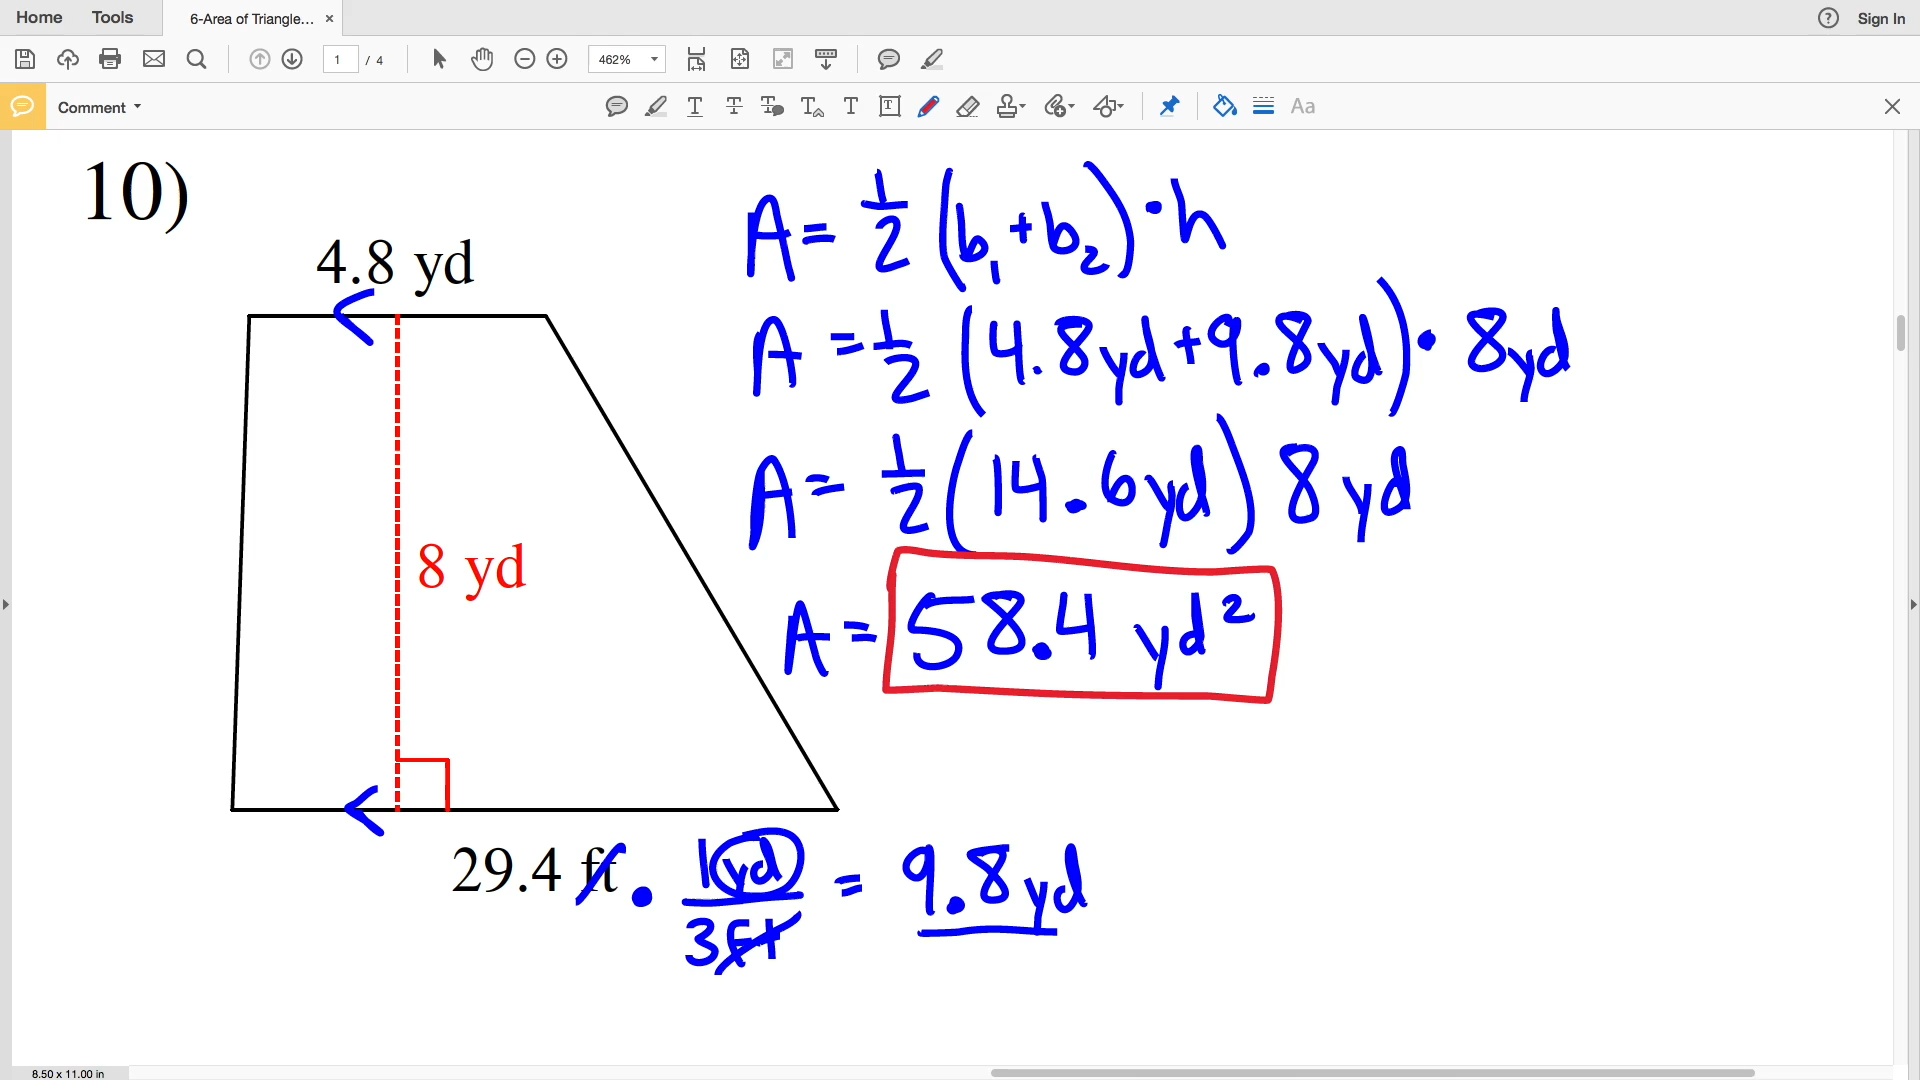 Home Tools 6-Area of Triangle... × ? Sign In
1 / 4 462%
Comment T T T T T T Aa
10)
4.8 yd
8 yd
A = 1/2 (b₁+b₂)·h
A = 1/2 (4.8yd+9.8yd)· 8yd
A = 1/2 (14.6yd) 8 yd
A = 58.4 yd²
29.4 ft · 1yd/3ft = 9.8yd
8.50 x 11.00 in